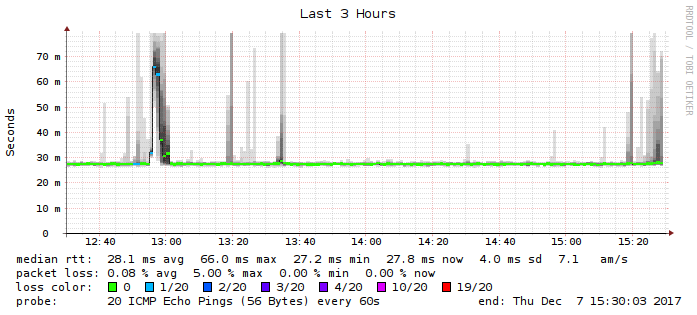 Last 3 Hours
RRDTOOL / TOBI OETIKER
Seconds
70 m
60 m
50 m
40 m
30 m
20 m
10 m
0
12:40 13:00 13:20 13:40 14:00 14:20 14:40 15:00 15:20
median rtt: 28.1 ms avg 66.0 ms max 27.2 ms min 27.8 ms now 4.0 ms sd 7.1 am/s
packet loss: 0.08 % avg 5.00 % max 0.00 % min 0.00 % now
loss color: 0 1/20 2/20 3/20 4/20 10/20 19/20
probe: 20 ICMP Echo Pings (56 Bytes) every 60s end: Thu Dec 7 15:30:03 2017